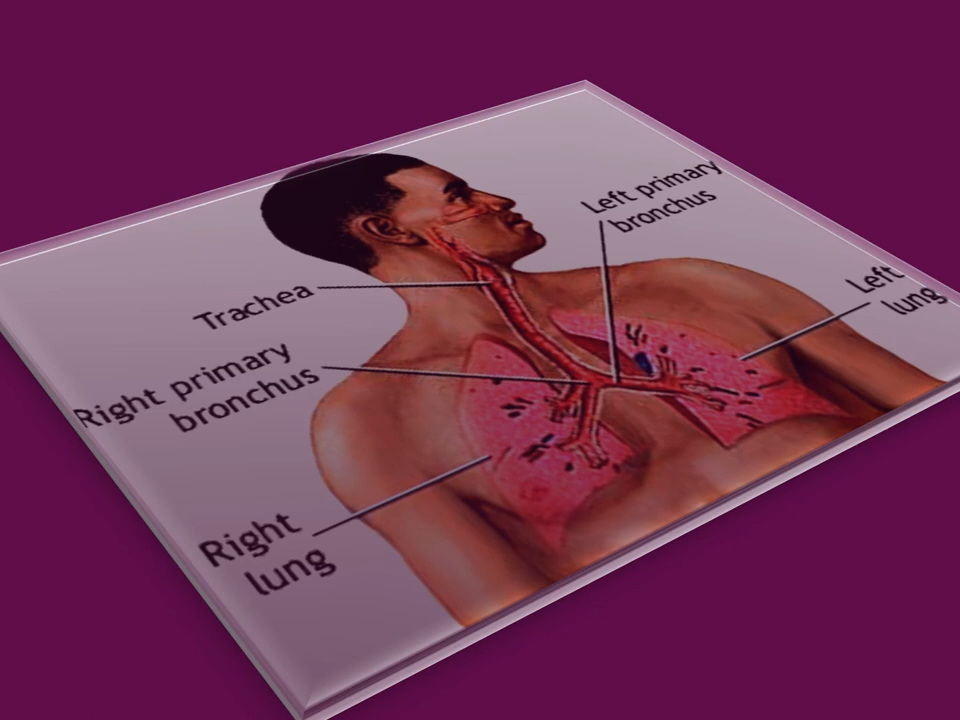 Left primary
bronchus
Left
lung
Trachea
Right primary
bronchus
Right
lung